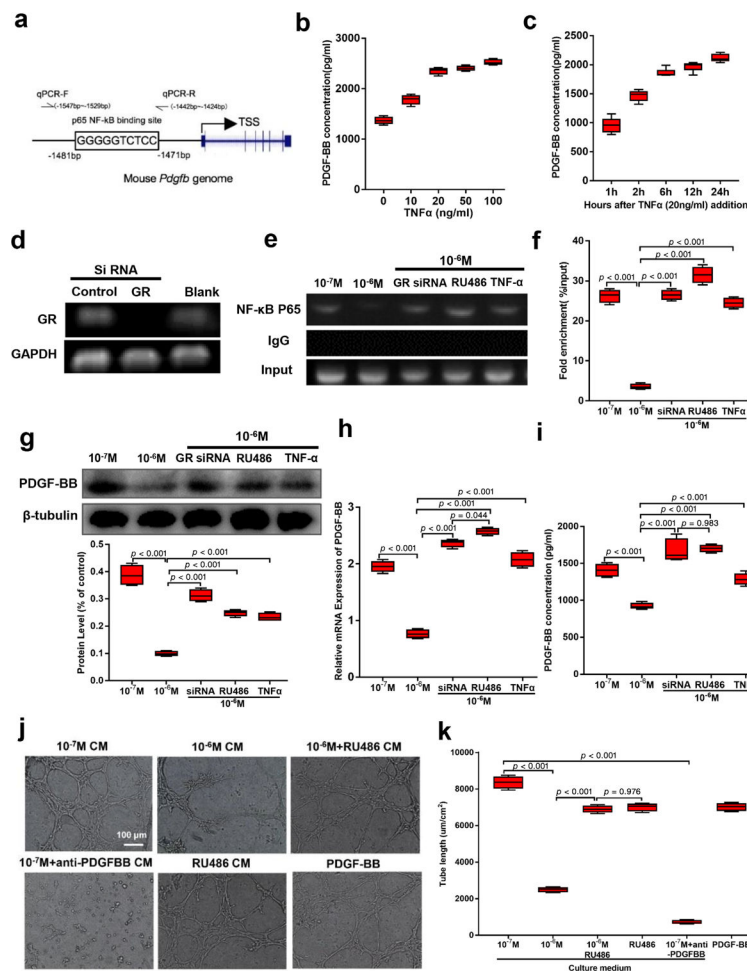 a
qPCR-F
(-1547bp~-1529bp)
qPCR-R
(-1442bp~-1424bp)
p65 NF-kB binding site
GGGGGTCTCC
TSS
-1481bp
-1471bp
Mouse Pdgfb genome
b
PDGF-BB concentration(pg/ml)
3000
2000
1000
0
0 10 20 50 100
TNFα (ng/ml)
c
PDGF-BB concentration(pg/ml)
2500
2000
1500
1000
500
0
1h 2h 6h 12h 24h
Hours after TNFα (20ng/ml) addition
d
Si RNA
Control GR Blank
GR
GAPDH
e
10⁻⁶M
10⁻⁷M 10⁻⁶M GR siRNA RU486 TNF-α
NF-κB P65
IgG
Input
f
Fold enrichment( %input)
40
30
20
10
0
p < 0.001
p < 0.001
p < 0.001 p < 0.001
10⁻⁷M 10⁻⁶M siRNA RU486 TNFα
10⁻⁶M
g
10⁻⁶M
10⁻⁷M 10⁻⁶M GR siRNA RU486 TNF-α
PDGF-BB
β-tubulin
Protein Level (% of control)
0.5
0.4
0.3
0.2
0.1
0.0
p < 0.001
p < 0.001
p < 0.001
p < 0.001
10⁻⁷M 10⁻⁶M siRNA RU486 TNFα
10⁻⁶M
h
Relative mRNA Expression of PDGF-BB
3
2
0
p < 0.001
p < 0.001
p < 0.001 p = 0.044
p < 0.001
10⁻⁷M 10⁻⁶M siRNA RU486 TNFα
10⁻⁶M
i
PDGF-BB concentration (pg/ml)
2000
1500
1000
500
0
p < 0.001
p < 0.001
p < 0.001 p = 0.983
p < 0.001
10⁻⁷M 10⁻⁶M siRNA RU486 TNFα
10⁻⁶M
j
10⁻⁷M CM 10⁻⁶M CM 10⁻⁶M+RU486 CM
100 μm
10⁻⁷M+anti-PDGFBB CM RU486 CM PDGF-BB
k
Tube length (um/cm²)
10000
8000
6000
4000
2000
0
p < 0.001
p < 0.001
p < 0.001 p = 0.976
10⁻⁷M 10⁻⁶M 10⁻⁶M RU486 10⁻⁷M+anti PDGF-BB
RU486 -PDGFBB
Culture medium